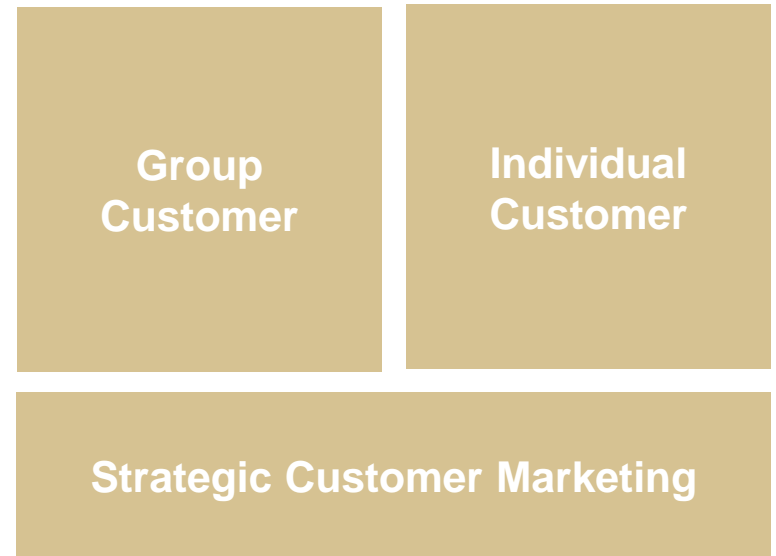 Group
Customer
Individual
Customer
Strategic Customer Marketing